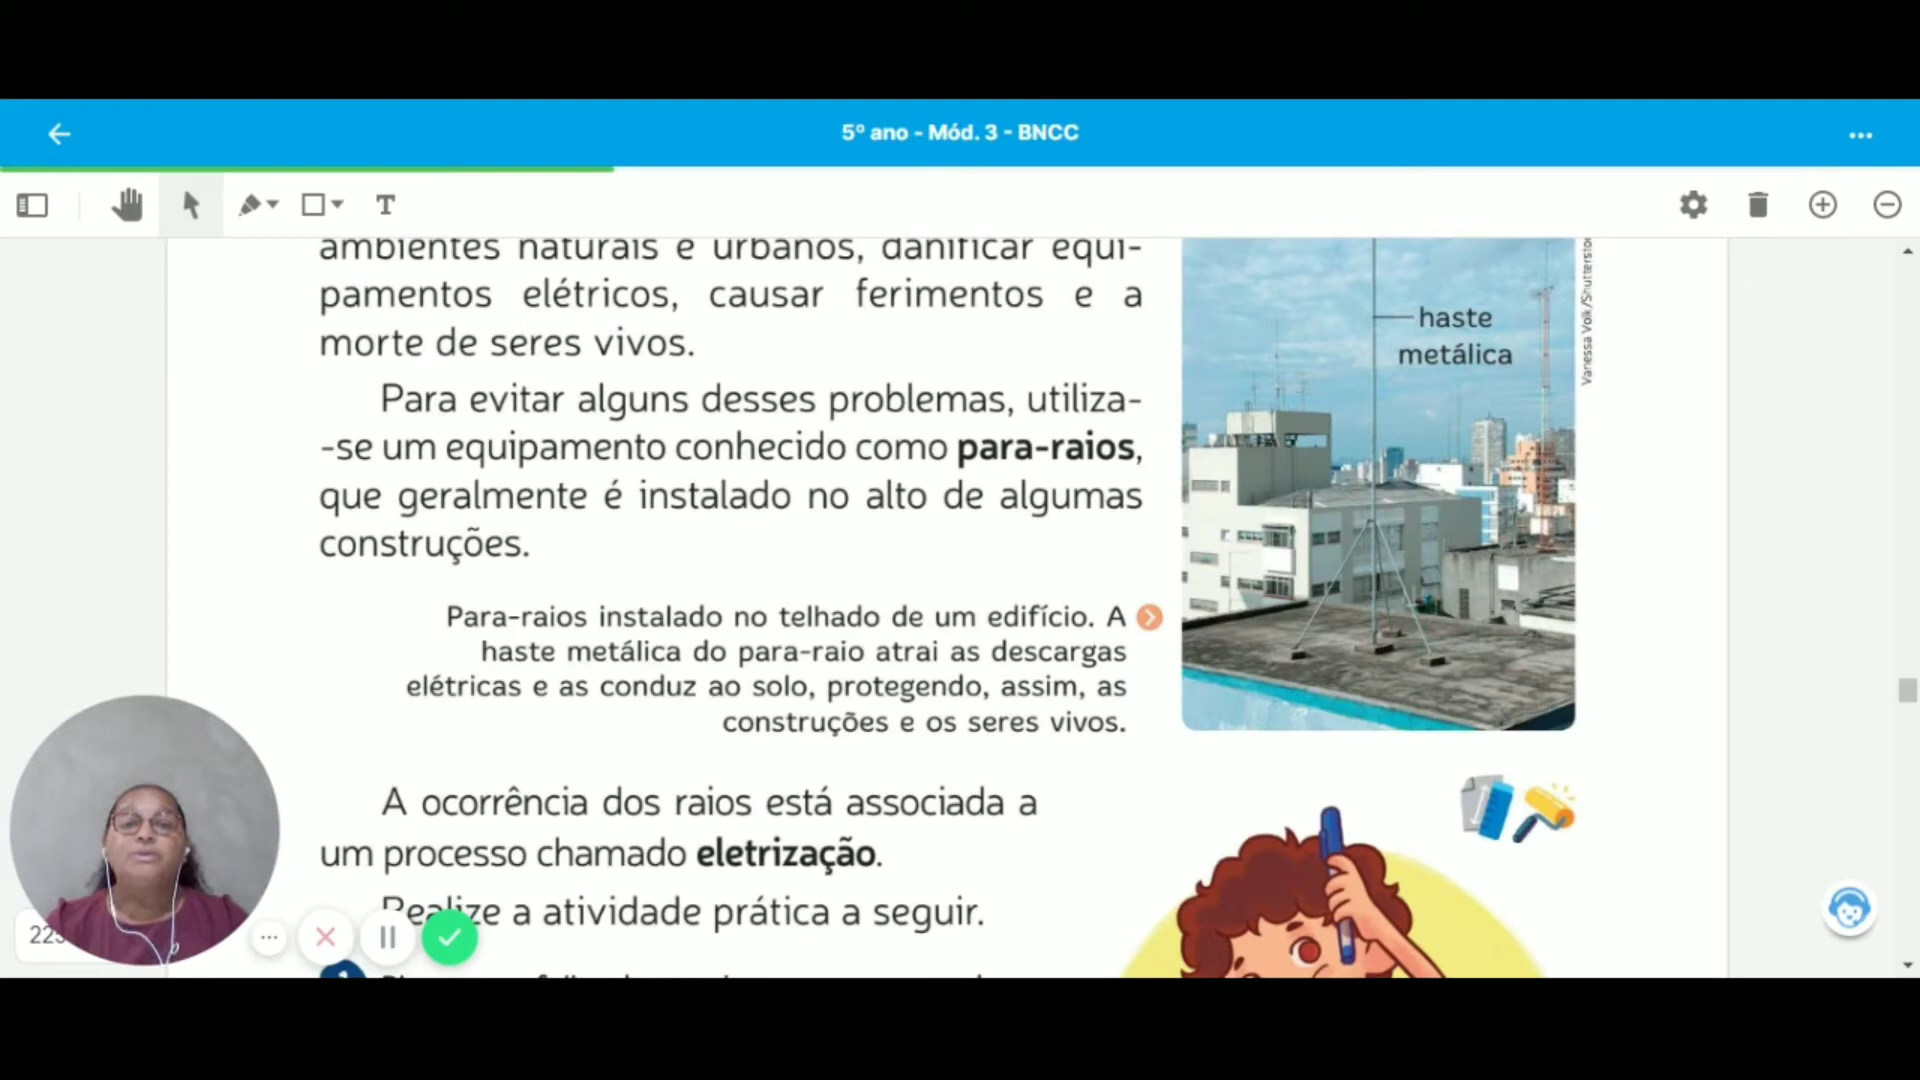 5º ano - Mód. 3 - BNCC
T
ambientes naturais e urbanos, danificar equi-
pamentos elétricos, causar ferimentos e a
morte de seres vivos.
Para evitar alguns desses problemas, utiliza-
-se um equipamento conhecido como para-raios,
que geralmente é instalado no alto de algumas
construções.
haste
metálica
Vanessa Volk/
Para-raios instalado no telhado de um edifício. A
haste metálica do para-raio atrai as descargas
elétricas e as conduz ao solo, protegendo, assim, as
construções e os seres vivos.
A ocorrência dos raios está associada a
um processo chamado eletrização.
Realize a atividade prática a seguir.